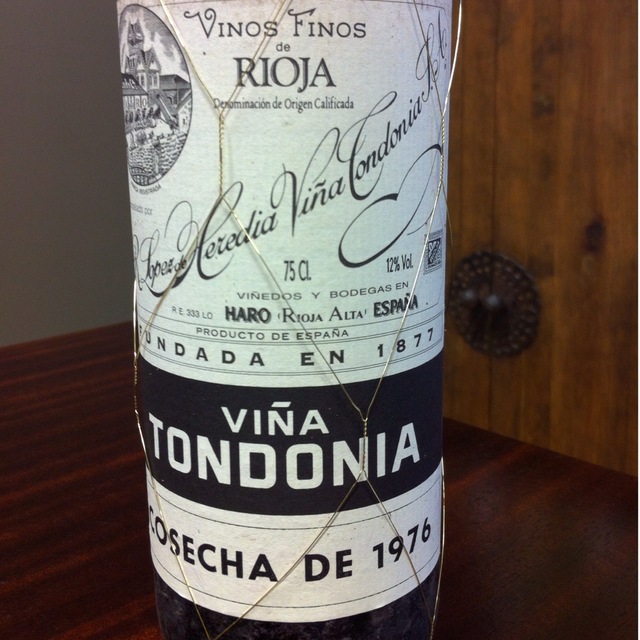 VINOS FINOS
de
RIOJA
Denominación de Origen Calificada
R. López de Heredia Viña Tondonia, S.A.
75 Cl.
12% Vol.
VIÑEDOS Y BODEGAS EN
R.E. 333 LO HARO (RIOJA ALTA) ESPAÑA
PRODUCTO DE ESPAÑA
FUNDADA EN 1877
VIÑA
TONDONIA
COSECHA DE 1976